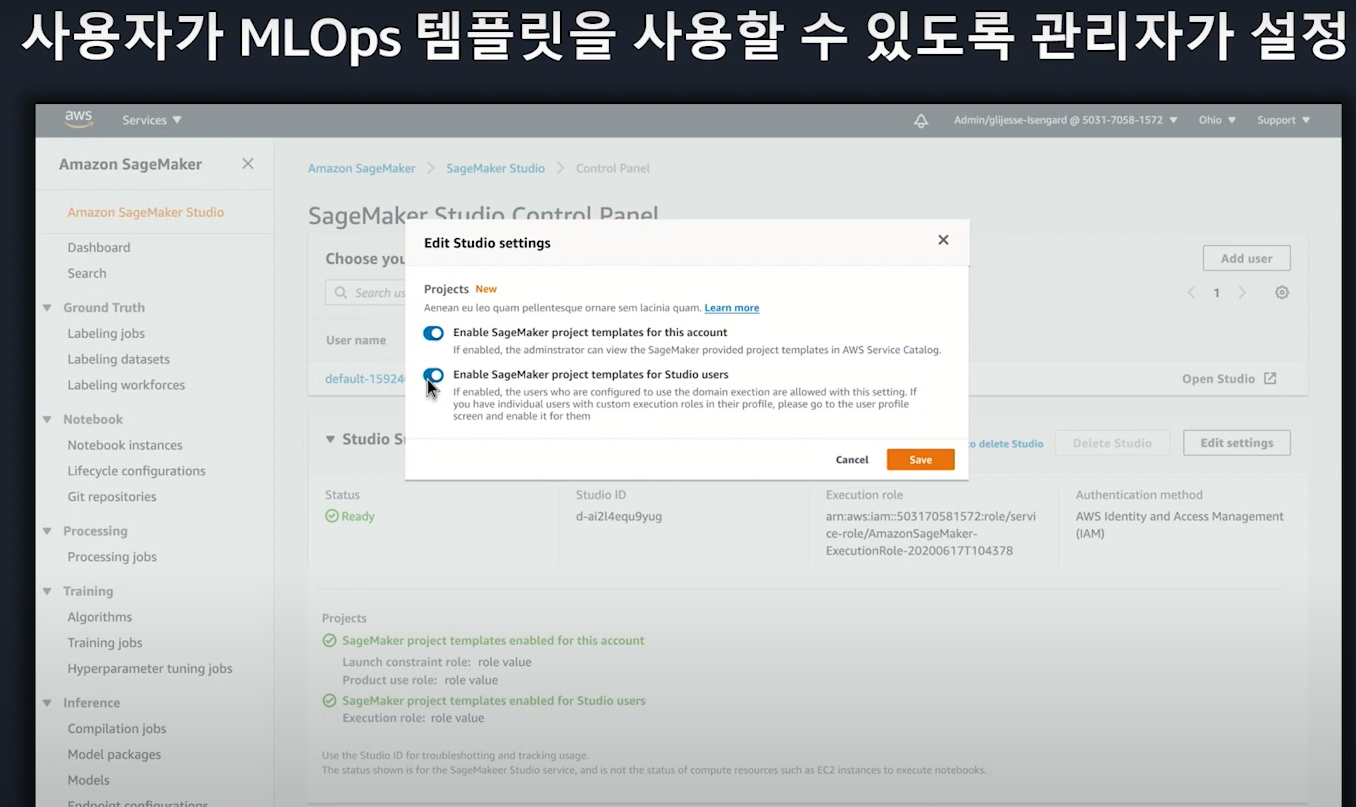 사용자가 MLOps 템플릿을 사용할 수 있도록 관리자가 설정
aws Services ▼ Admin/glijesse-Isengard @ 5031-7058-1572 ▼ Ohio ▼ Support ▼
Amazon SageMaker
Amazon SageMaker Studio
Dashboard
Search
Ground Truth
Labeling jobs
Labeling datasets
Labeling workforces
Notebook
Notebook instances
Lifecycle configurations
Git repositories
Processing
Processing jobs
Training
Algorithms
Training jobs
Hyperparameter tuning jobs
Inference
Compilation jobs
Model packages
Models
Endpoint configurations
Amazon SageMaker > SageMaker Studio > Control Panel
SageMaker Studio Control Panel
Choose you
Add user
Search us
1
User name
default-15924
Open Studio
Edit Studio settings
Projects New
Aenean eu leo quam pellentesque ornare sem lacinia quam. Learn more
Enable SageMaker project templates for this account
If enabled, the adminstrator can view the SageMaker provided project templates in AWS Service Catalog.
Enable SageMaker project templates for Studio users
If enabled, the users who are configured to use the domain exection are allowed with this setting. If
you have individual users with custom execution roles in their profile, please go to the user profile
screen and enable it for them
Cancel Save
Studio S
to delete Studio Delete Studio Edit settings
Status
Ready
Studio ID
d-ai2l4equ9yug
Execution role
arn:aws:iam::503170581572:role/servi
ce-role/AmazonSageMaker-
ExecutionRole-20200617T104378
Authentication method
AWS Identity and Access Management
(IAM)
Projects
SageMaker project templates enabled for this account
Launch constraint role: role value
Product use role: role value
SageMaker project templates enabled for Studio users
Execution role: role value
Use the Studio ID for troubleshotting and tracking usage.
The status shown is for the SageMakeer Studio service, and is not the status of compute resources such as EC2 instances to execute notebooks.